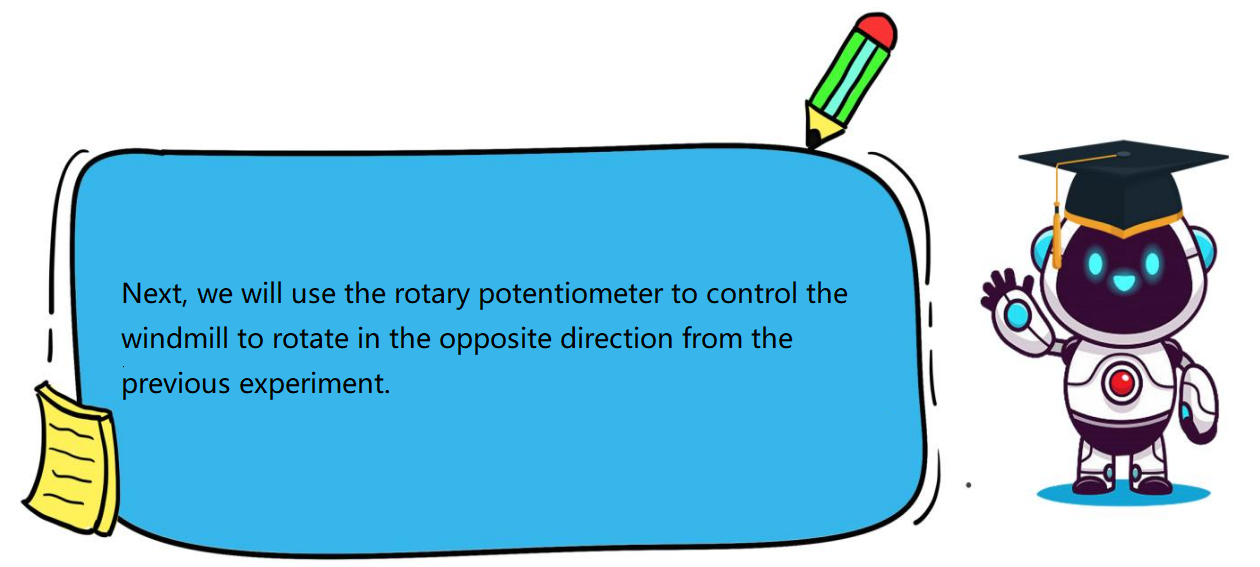 Next, we will use the rotary potentiometer to control the
windmill to rotate in the opposite direction from the
previous experiment.